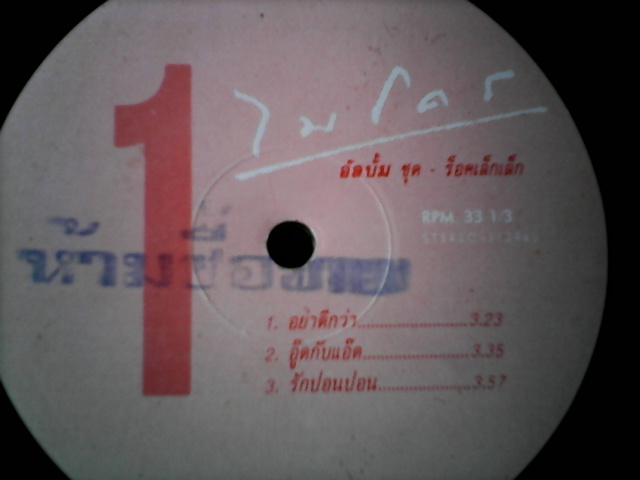 1
ไมโคร
อัลบั้ม ชุด - ร็อคเล็กเล็ก
RPM. 33 1/3
STEREO
ห้ามซื้อขาย
1. อย่าดีกว่า....................3.23
2. อู๊ดกับแอ๊ด....................3.35
3. รักปอนปอน....................3.57